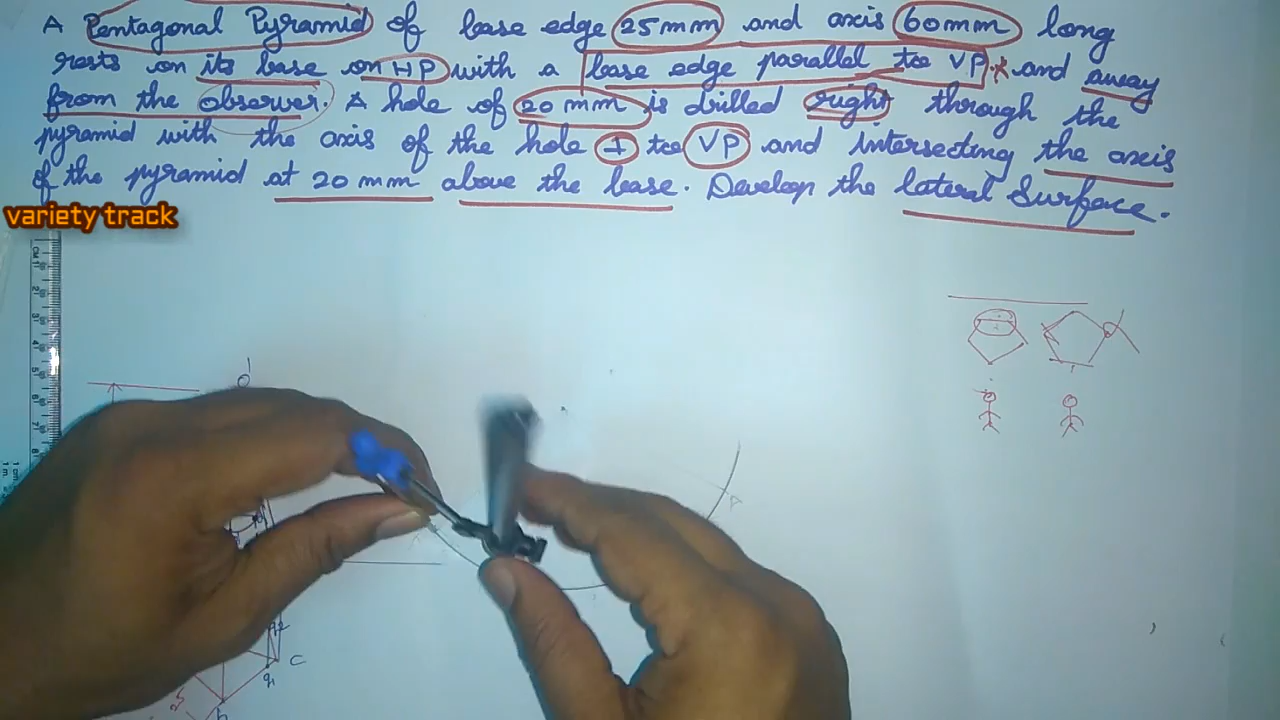 A Pentagonal Pyramid of base edge 25mm and axis 60mm long
rests on its base on HP with a base edge parallel to VP and away
from the observer. A hole of 20 mm is drilled right through the
pyramid with the axis of the hole ⊥ to VP and intersecting the axis
of the pyramid at 20 mm above the base. Develop the lateral Surface.
variety track
o'
A
C
b
25